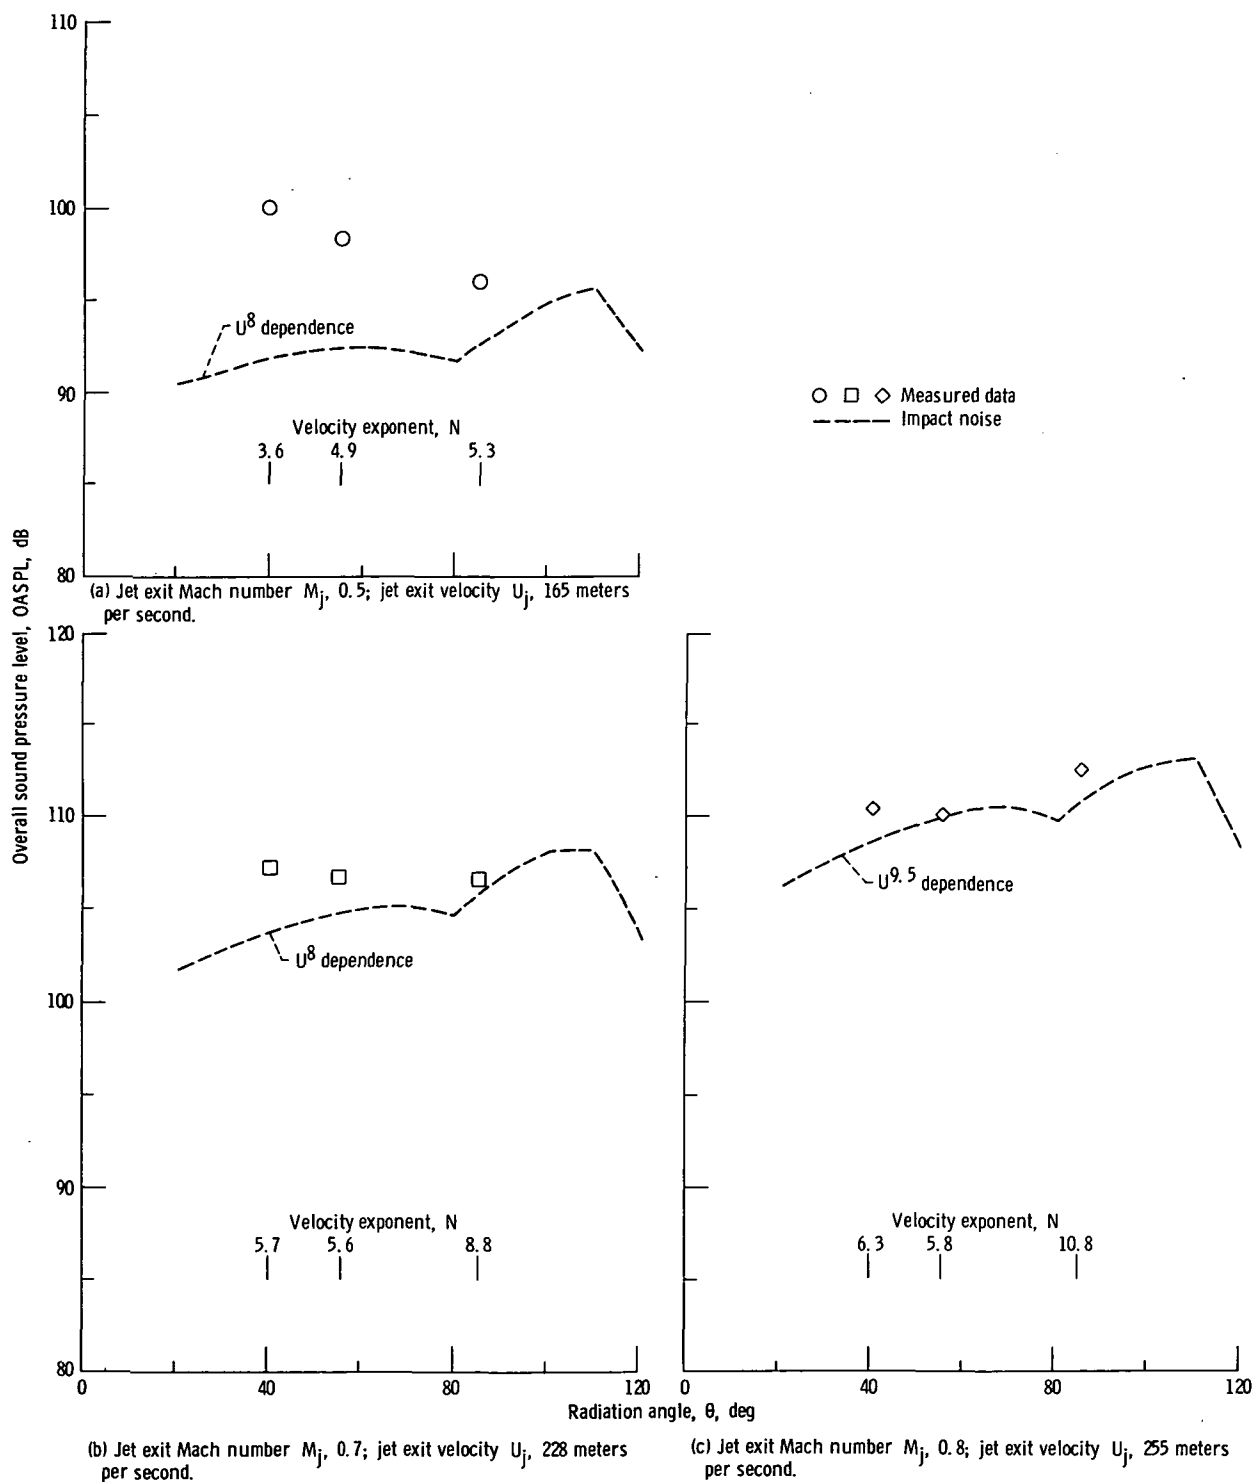 110
100
90
80
U8 dependence
Velocity exponent, N
3.6 4.9 5.3
Measured data
Impact noise
(a) Jet exit Mach number Mj, 0.5; jet exit velocity Uj, 165 meters
per second.
Overall sound pressure level, OASPL, dB
120
110
100
90
80
U8 dependence
Velocity exponent, N
5.7 5.6 8.8
0 40 80 120
U9.5 dependence
Velocity exponent, N
6.3 5.8 10.8
0 40 80 120
Radiation angle, θ, deg
(b) Jet exit Mach number Mj, 0.7; jet exit velocity Uj, 228 meters
per second.
(c) Jet exit Mach number Mj, 0.8; jet exit velocity Uj, 255 meters
per second.